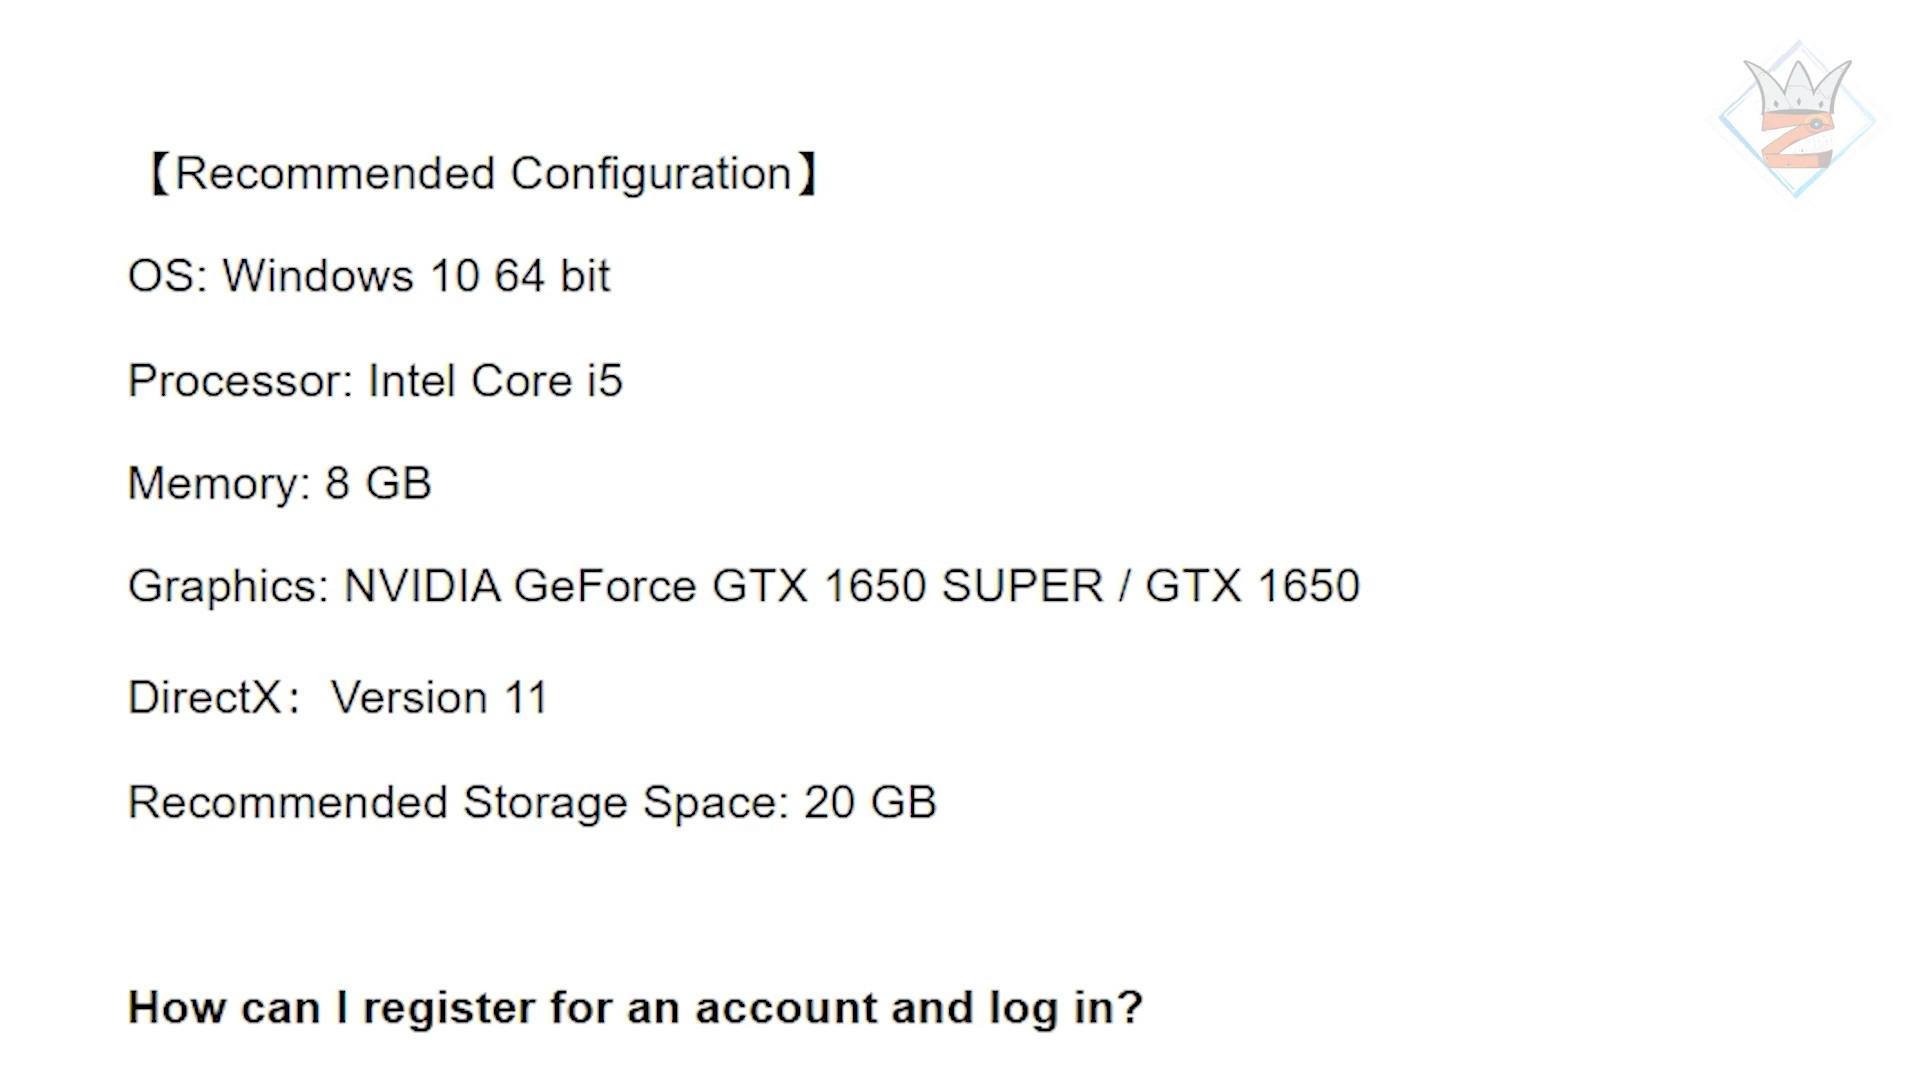 【Recommended Configuration】
OS: Windows 10 64 bit
Processor: Intel Core i5
Memory: 8 GB
Graphics: NVIDIA GeForce GTX 1650 SUPER / GTX 1650
DirectX：Version 11
Recommended Storage Space: 20 GB
How can I register for an account and log in?